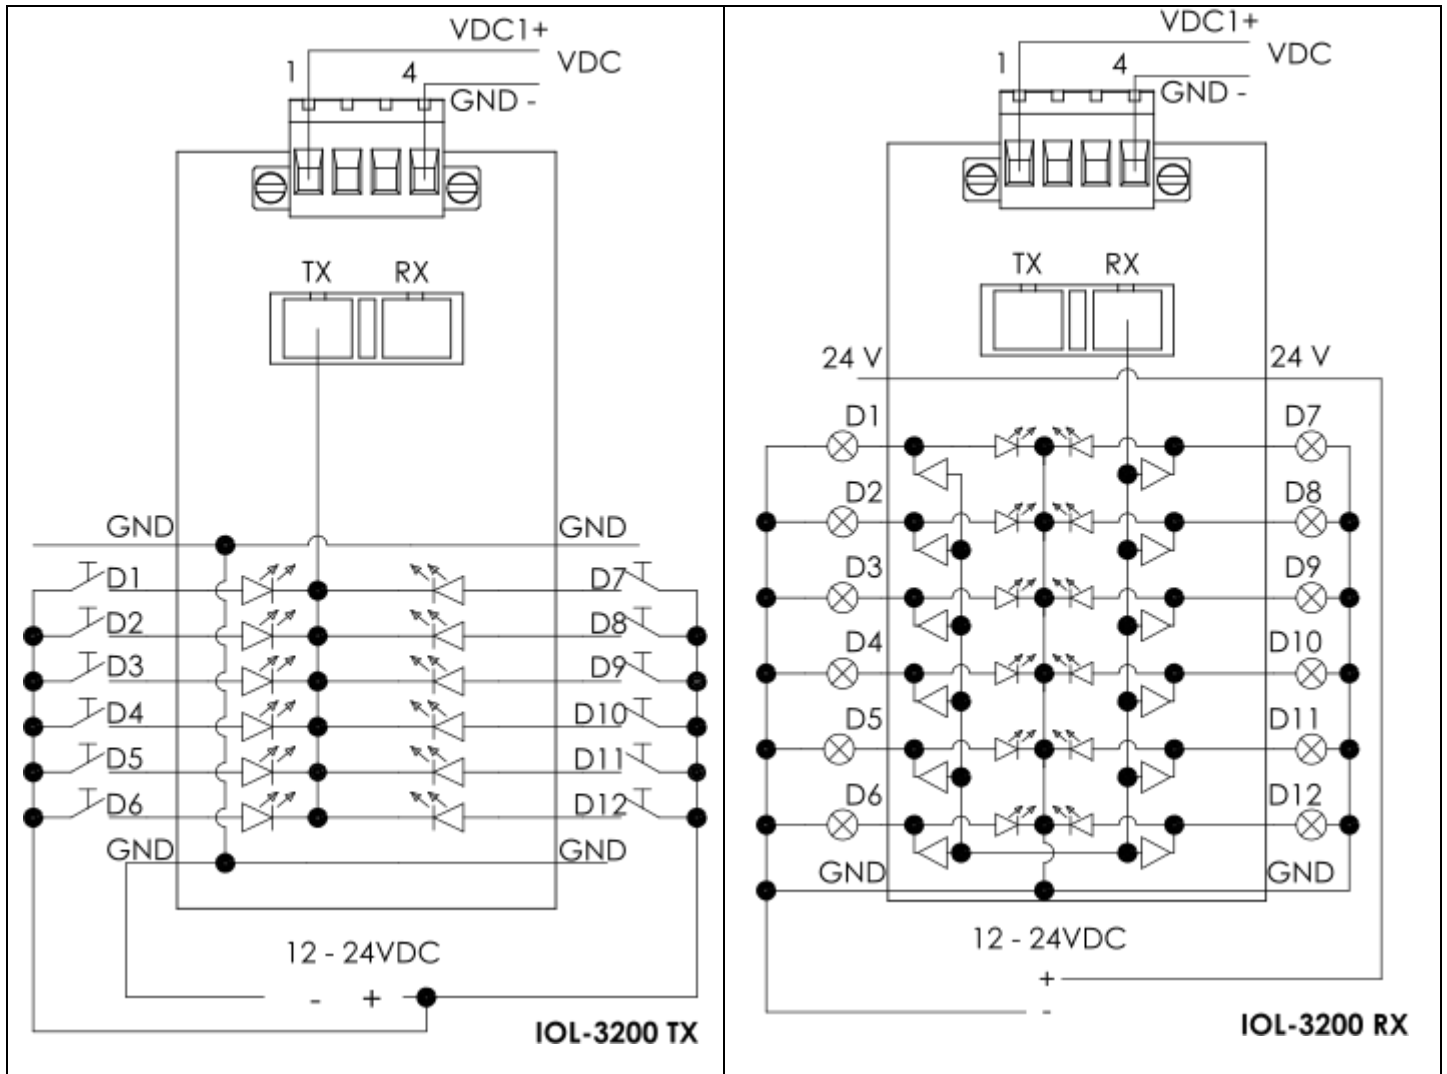 VDC1+
1 4 VDC
GND -
TX RX
GND GND
D1 D7
D2 D8
D3 D9
D4 D10
D5 D11
D6 D12
GND GND
12 - 24VDC
- +
IOL-3200 TX
VDC1+
1 4 VDC
GND -
TX RX
24 V 24 V
D1 D7
D2 D8
D3 D9
D4 D10
D5 D11
D6 D12
GND GND
12 - 24VDC
+
-
IOL-3200 RX